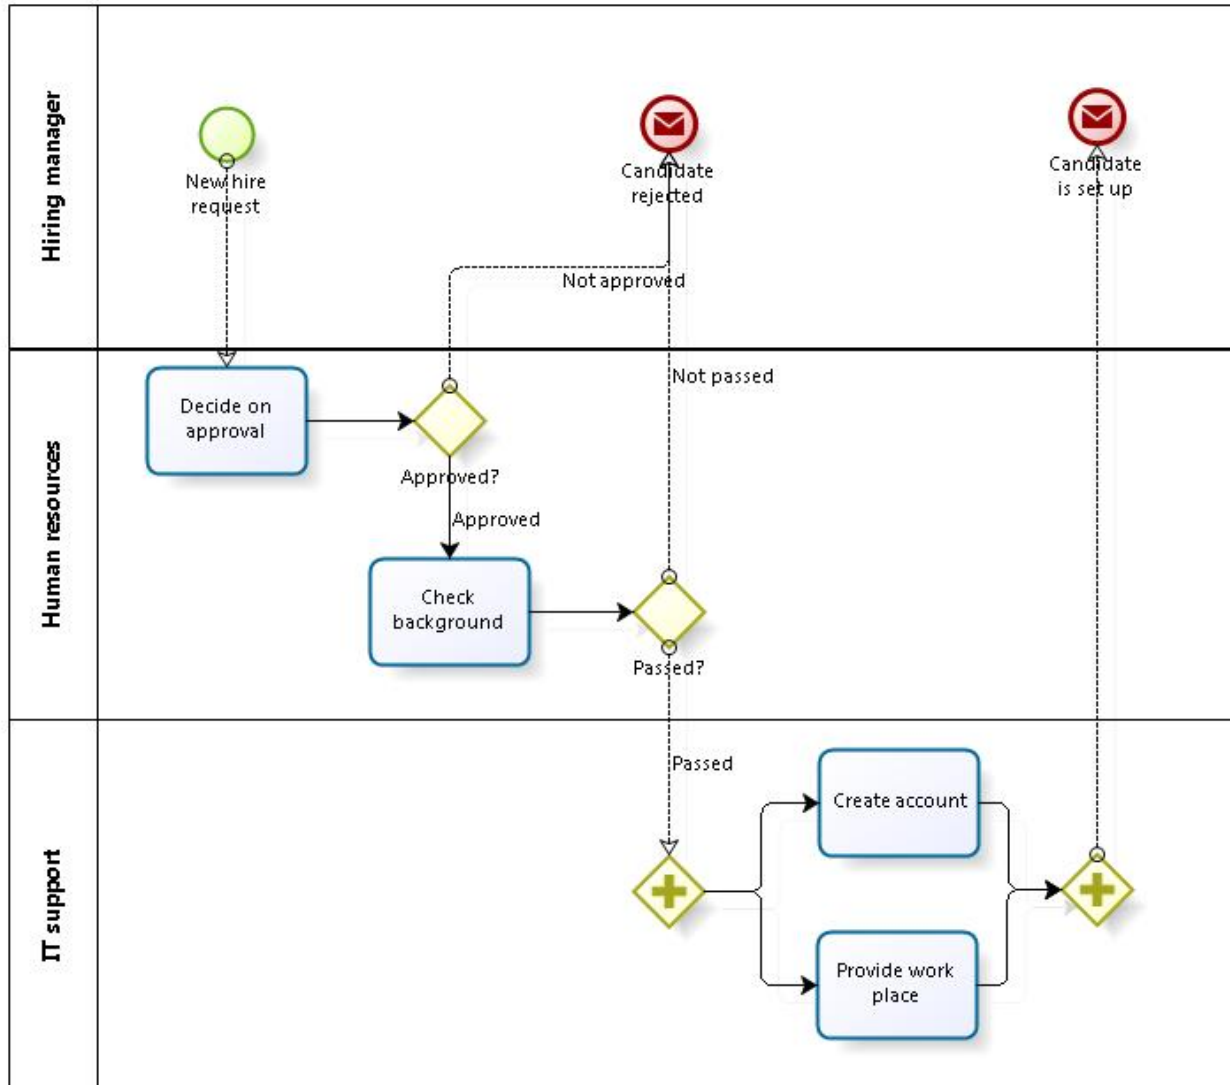 Hiring manager
New hire
request
Candidate
rejected
Candidate
is set up
Not approved
Human resources
Decide on
approval
Not passed
Approved?
Approved
Check
background
Passed?
IT support
Passed
Create account
Provide work
place